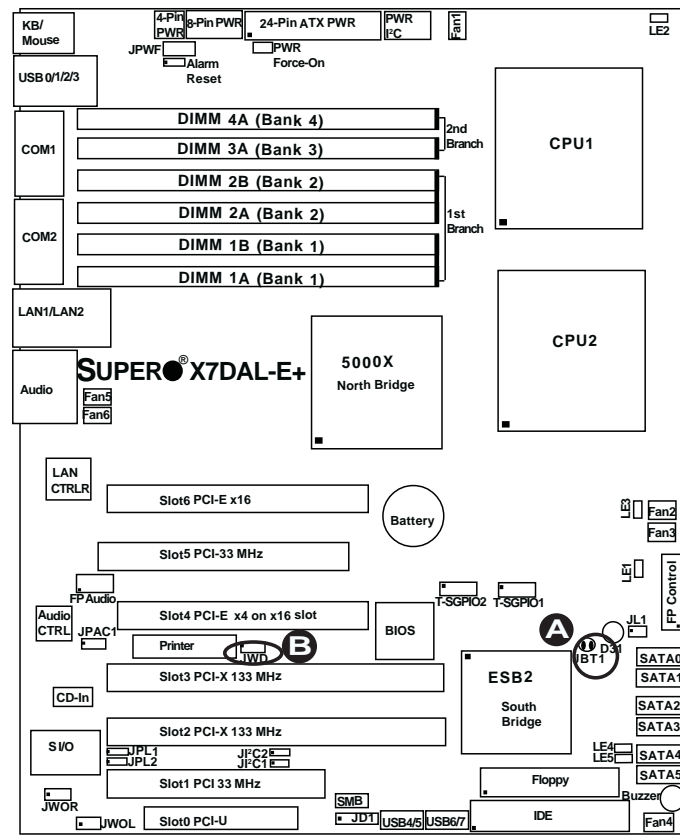 KB/
Mouse
4-Pin
PWR
8-Pin PWR
24-Pin ATX PWR
PWR
I²C
Fan1
LE2
JPWF
Alarm
Reset
PWR
Force-On
USB 0/1/2/3
DIMM 4A (Bank 4)
DIMM 3A (Bank 3)
2nd
Branch
DIMM 2B (Bank 2)
DIMM 2A (Bank 2)
DIMM 1B (Bank 1)
DIMM 1A (Bank 1)
1st
Branch
COM1
COM2
CPU1
CPU2
LAN1/LAN2
SUPER® X7DAL-E+
5000X
North Bridge
Audio
Fan5
Fan6
LAN
CTRLR
Slot6 PCI-E x16
Battery
LE3
Fan2
Fan3
Slot5 PCI-33 MHz
FP Audio
LE1
FP Control
T-SGPIO2
T-SGPIO1
Audio
CTRL
JPAC1
Slot4 PCI-E x4 on x16 slot
BIOS
Printer
JWD
B
A
JL1
D31
JBT1
Slot3 PCI-X 133 MHz
ESB2
South
Bridge
SATA0
SATA1
SATA2
SATA3
SATA4
SATA5
CD-In
Slot2 PCI-X 133 MHz
S I/O
JPL1
JPL2
JI²C2
JI²C1
LE4
LE5
Slot1 PCI 33 MHz
Floppy
Buzzer
JWOR
JWOL
Slot0 PCI-U
SMB
JD1
USB4/5
USB6/7
IDE
Fan4